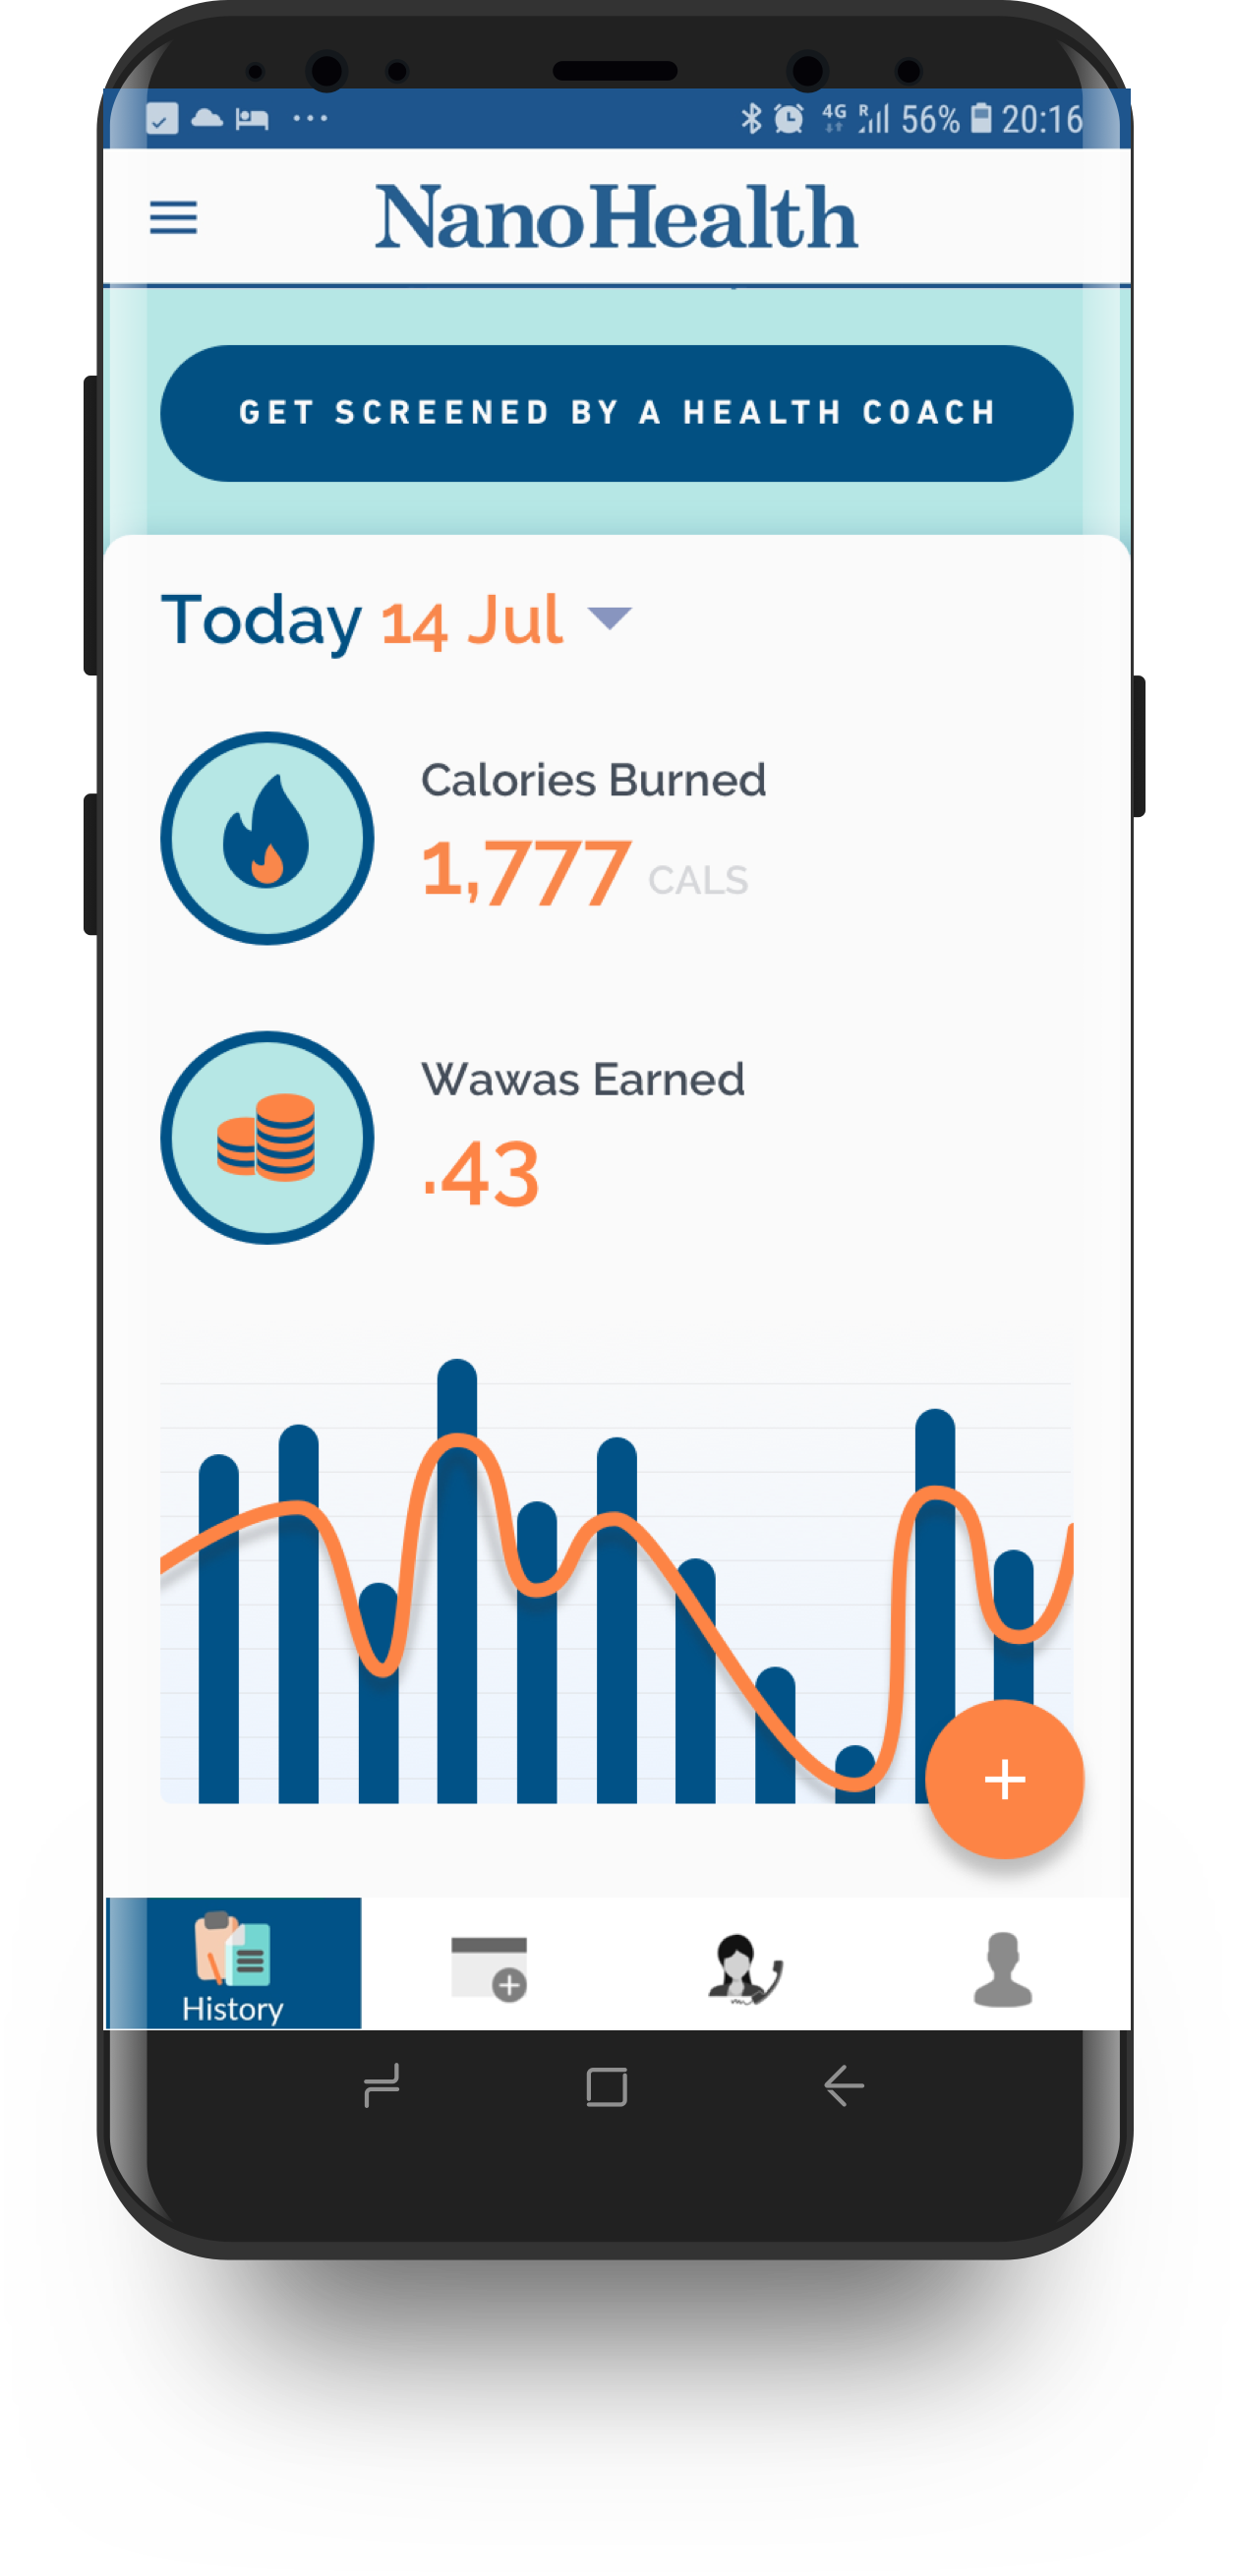 4G R 56% 20:16
NanoHealth
GET SCREENED BY A HEALTH COACH
Today 14 Jul
Calories Burned
1,777 CALS
Wawas Earned
.43
History